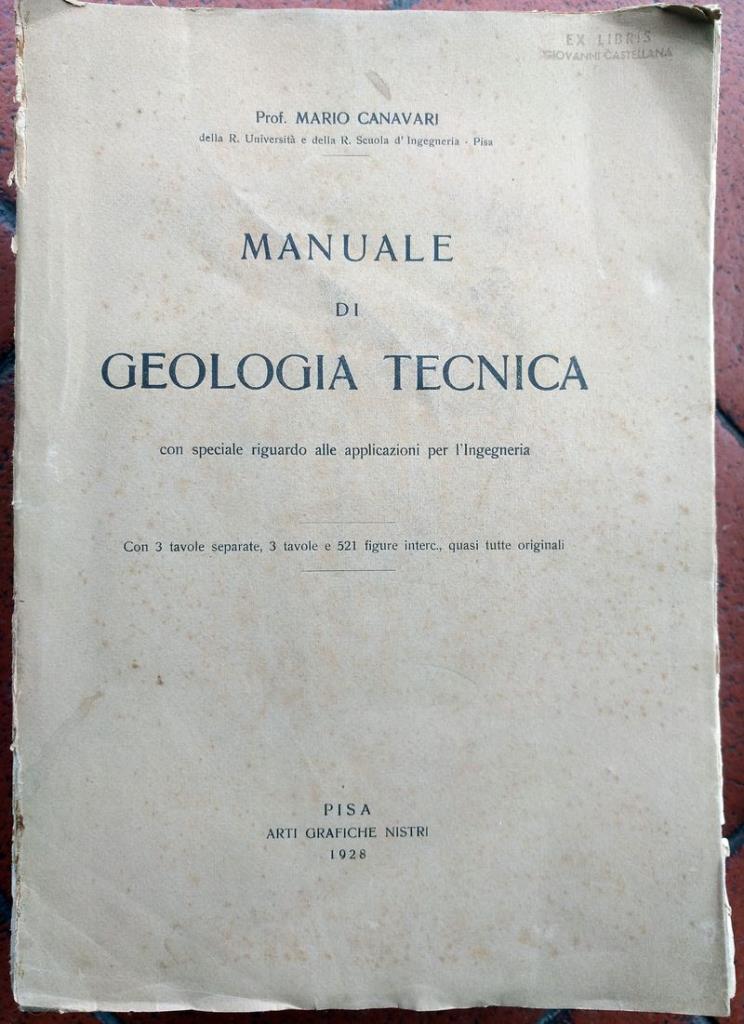 EX LIBRIS
GIOVANNI CASTELLANA
Prof. MARIO CANAVARI
della R. Università e della R. Scuola d' Ingegneria - Pisa
MANUALE
DI
GEOLOGIA TECNICA
con speciale riguardo alle applicazioni per l'Ingegneria
Con 3 tavole separate, 3 tavole e 521 figure interc., quasi tutte originali
PISA
ARTI GRAFICHE NISTRI
1928